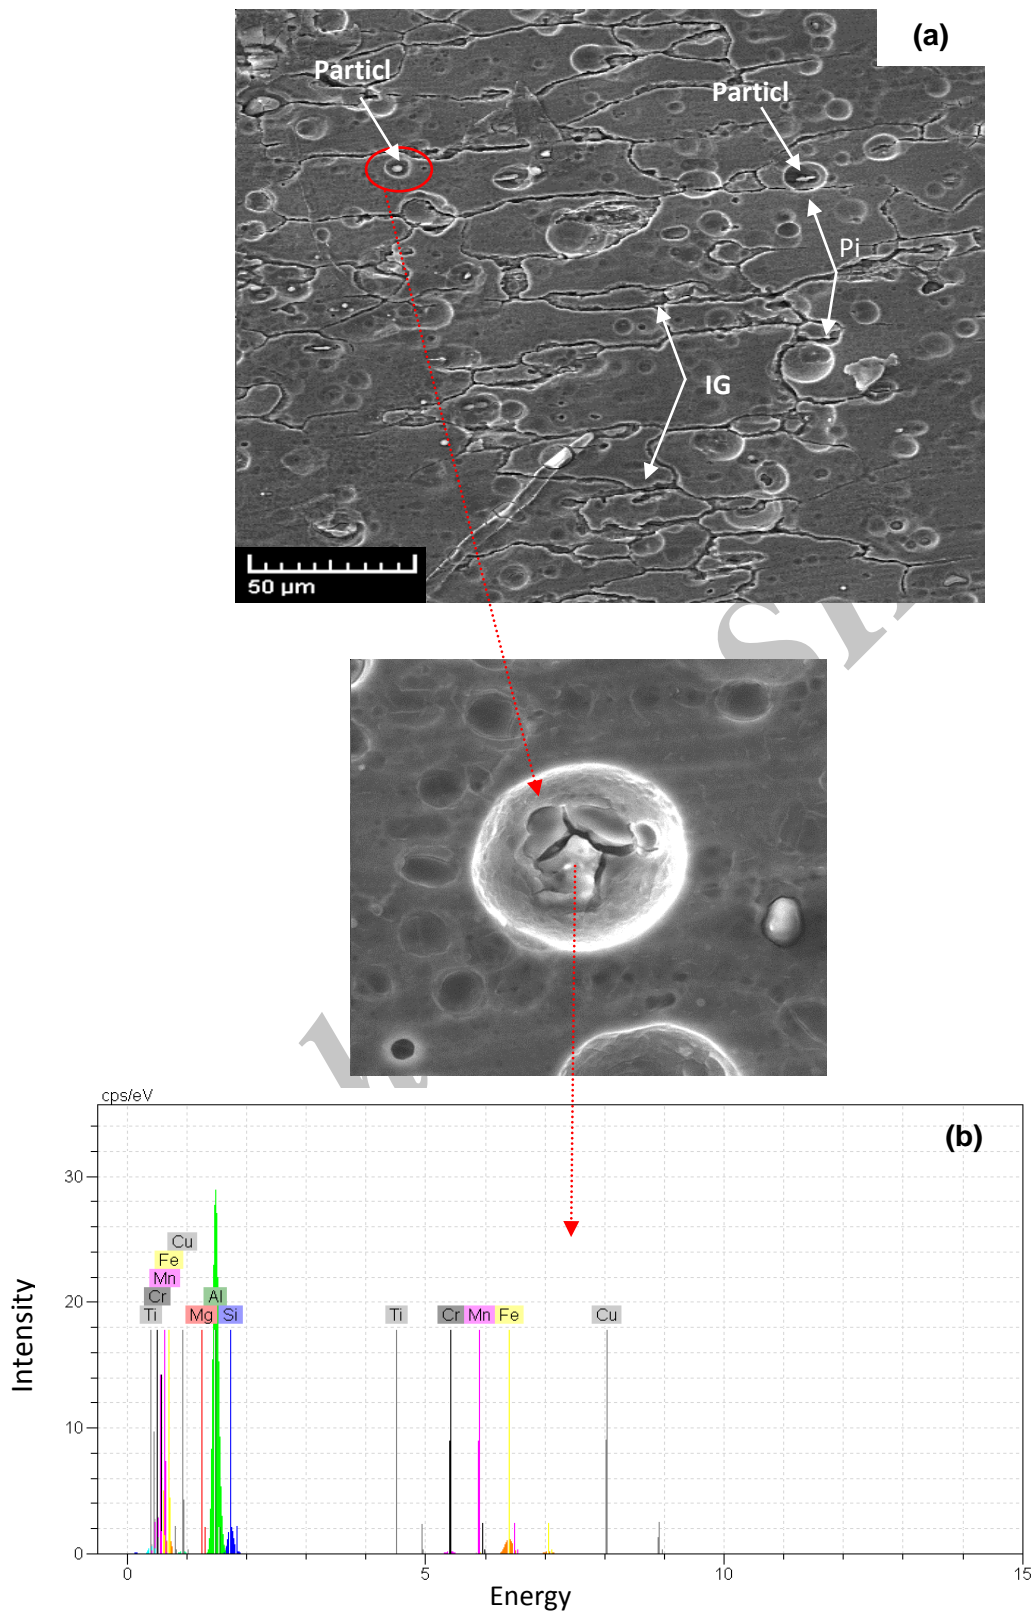 (a)
Particl
Particl
Pi
IG
50 µm
cps/eV
(b)
30
Cu
Fe
Mn
Cr
Al
Ti
Mg
Si
Ti
Cr
Mn
Fe
Cu
20
10
0
Intensity
0
5
10
15
Energy